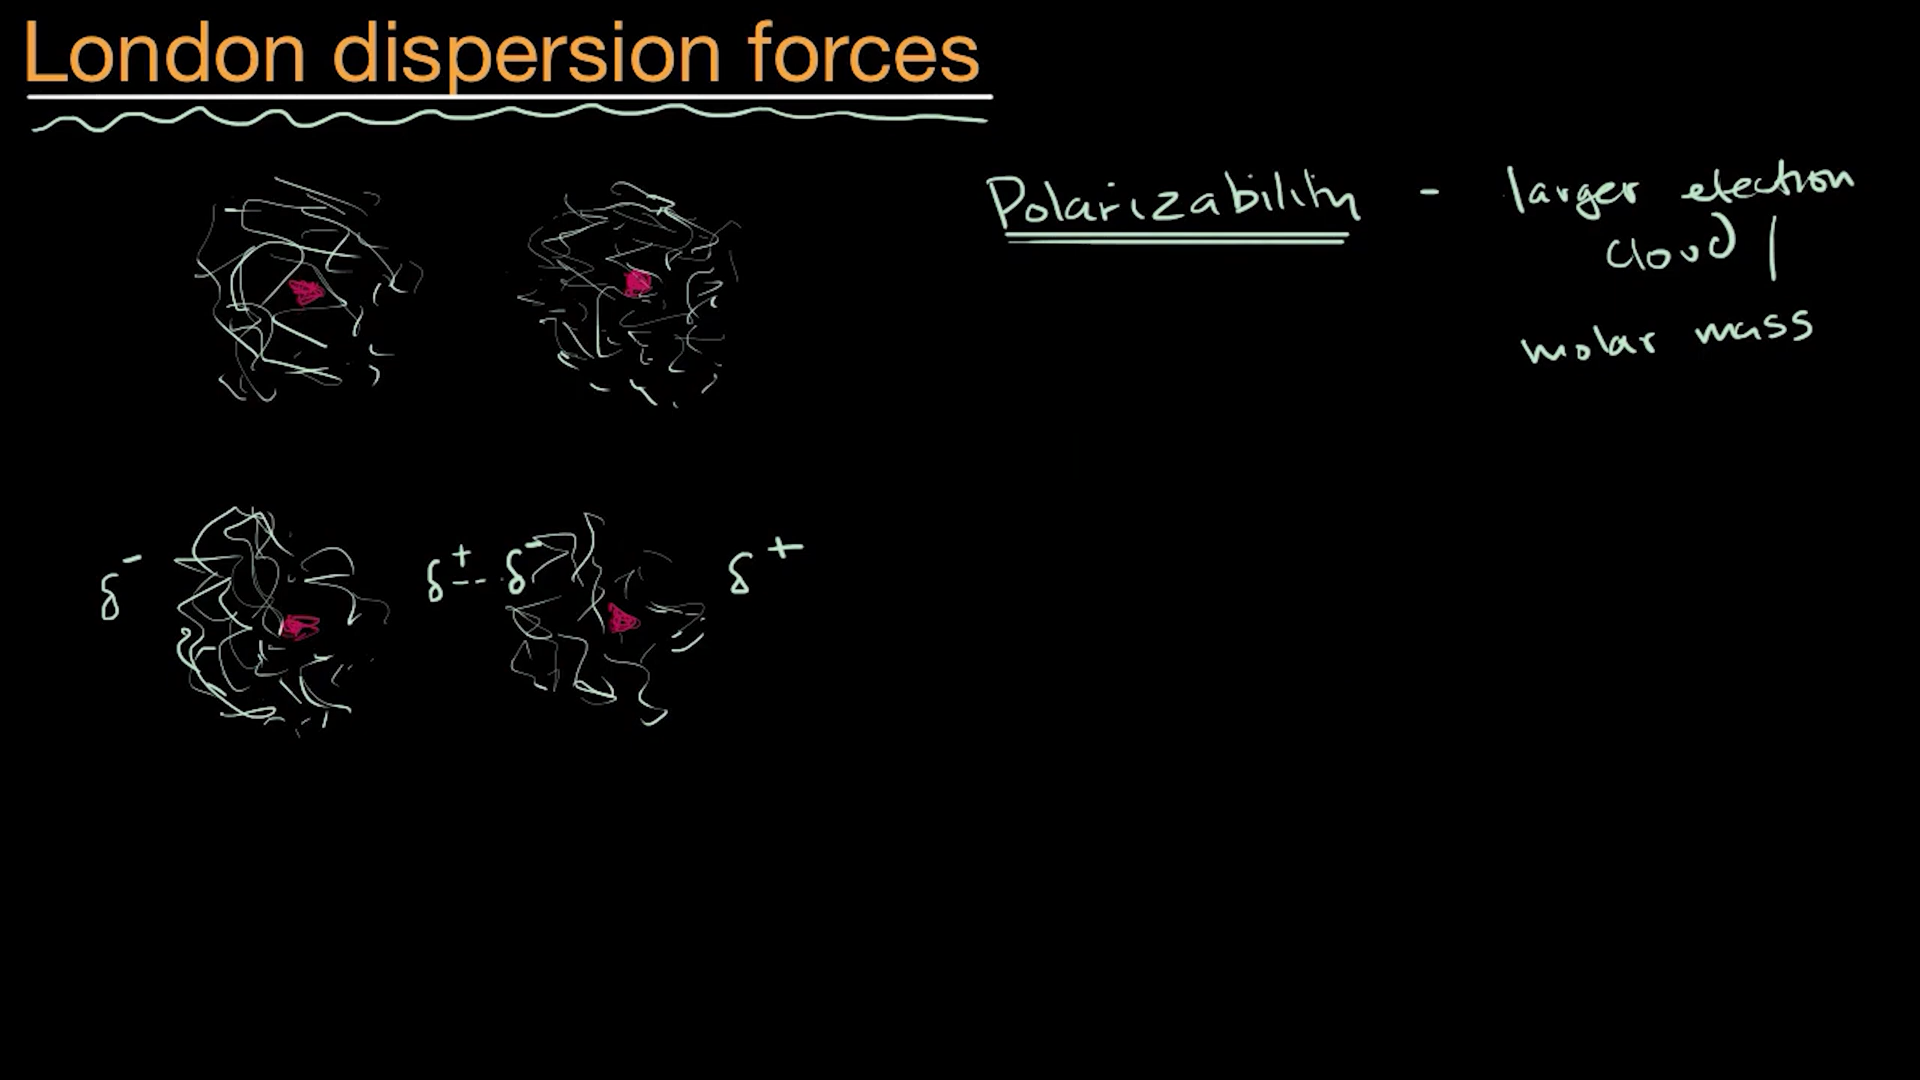 London dispersion forces
Polarizability - larger electron
cloud /
molar mass
δ- δ+ -- δ- δ+